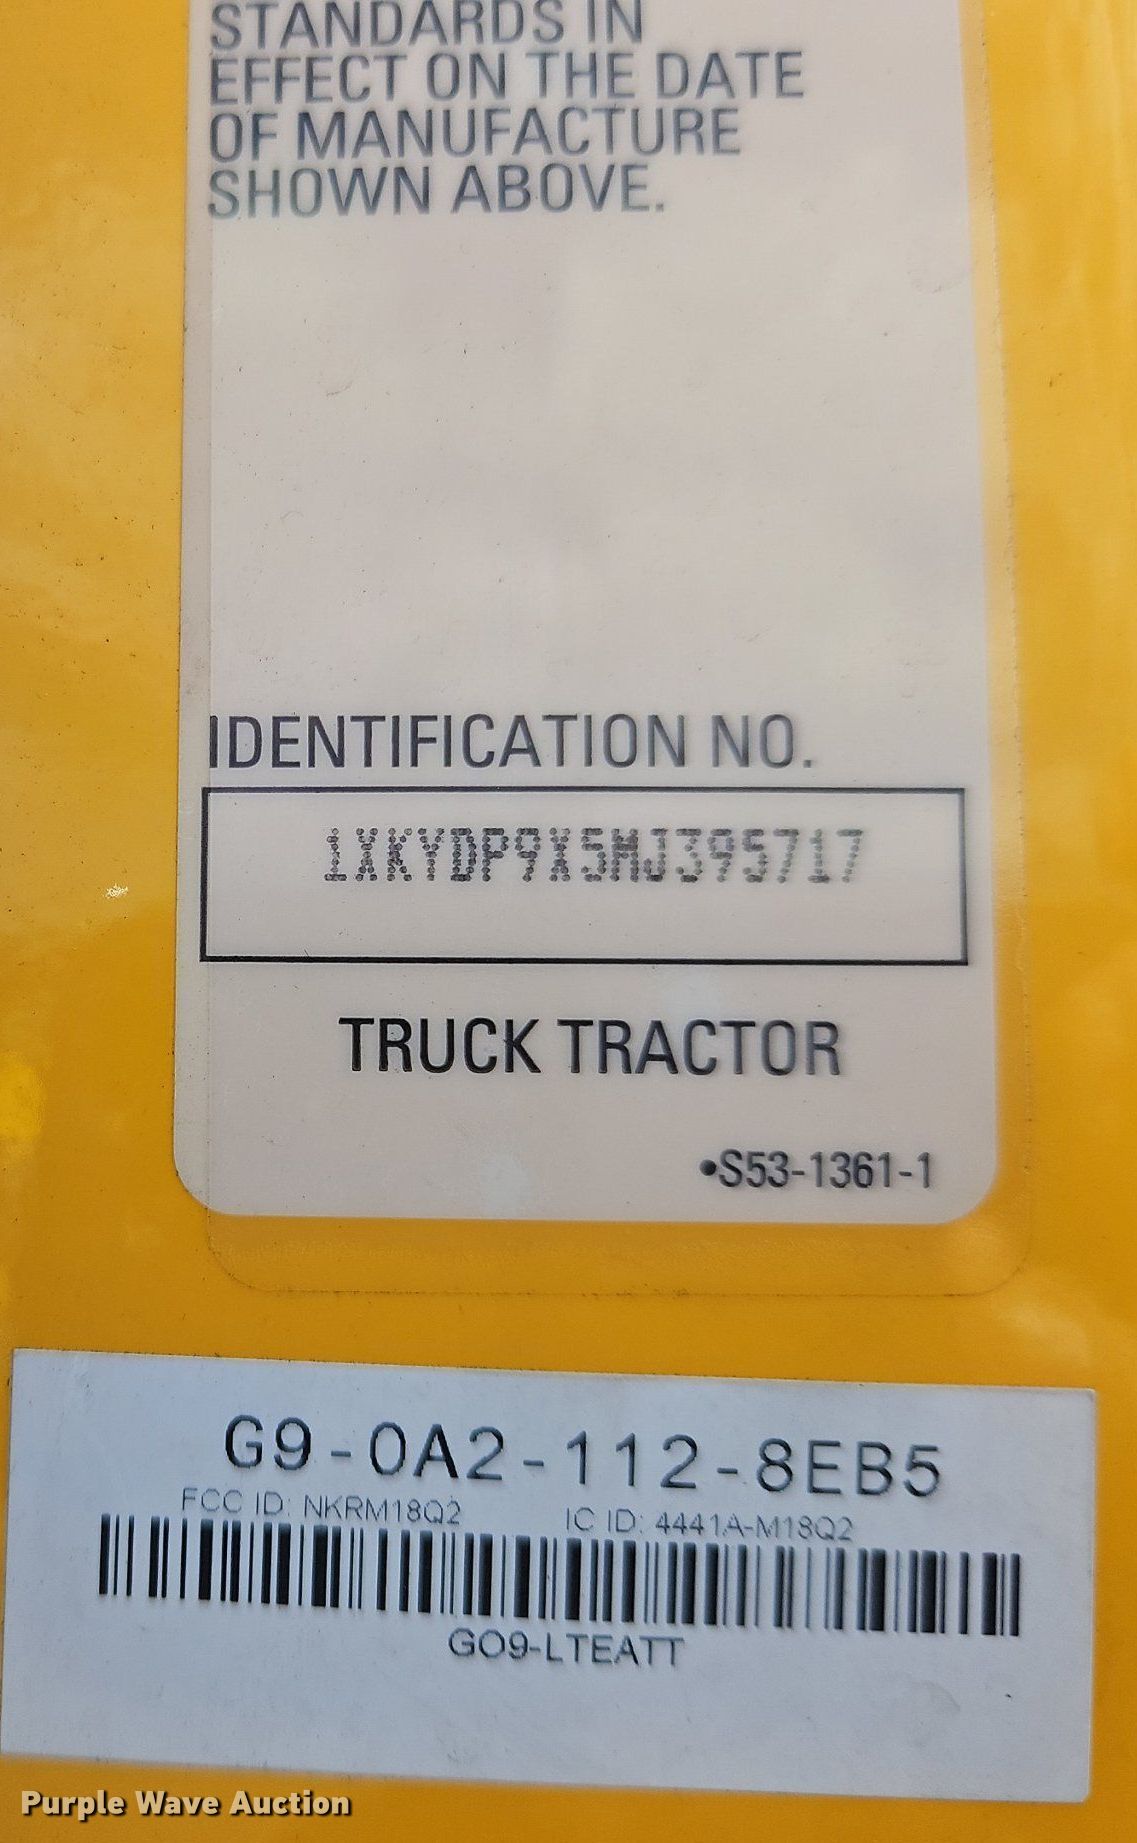 STANDARDS IN
EFFECT ON THE DATE
OF MANUFACTURE
SHOWN ABOVE.
IDENTIFICATION NO.
1XKYDP9X5MJ395717
TRUCK TRACTOR
•S53-1361-1
G9-0A2-112-8EB5
FCC ID: NKRM18Q2 IC ID: 4441A-M18Q2
GO9-LTEATT
Purple Wave Auction